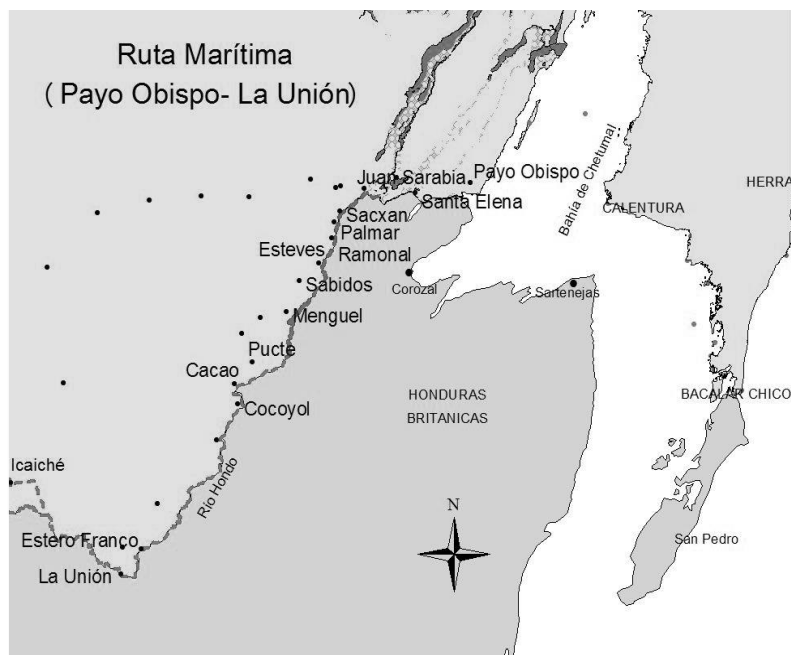 Ruta Marítima
( Payo Obispo- La Unión)
Juan Sarabia
Payo Obispo
Santa Elena
Bahía de Chetumal
HERRA
CALENTURA
Sacxan
Palmar
Esteves
Ramonal
Sabidos
Corozal
Sartenejas
Menguel
Pucte
Cacao
Cocoyol
HONDURAS
BRITANICAS
BACALAR CHICO
Icaiché
Rio Hondo
N
Estero Franco
San Pedro
La Unión